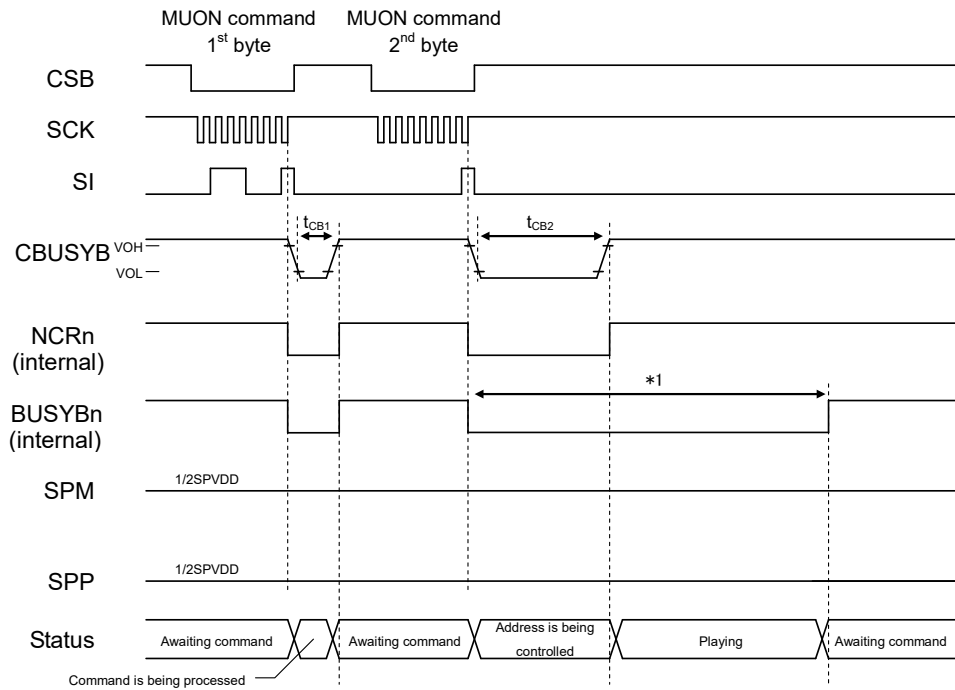 MUON command MUON command
1st byte 2nd byte
CSB
SCK
SI
tCB1 tCB2
CBUSYB VOH
VOL
NCRn
(internal)
*1
BUSYBn
(internal)
1/2SPVDD
SPM
1/2SPVDD
SPP
Status Awaiting command Awaiting command Address is being controlled Playing Awaiting command
Command is being processed